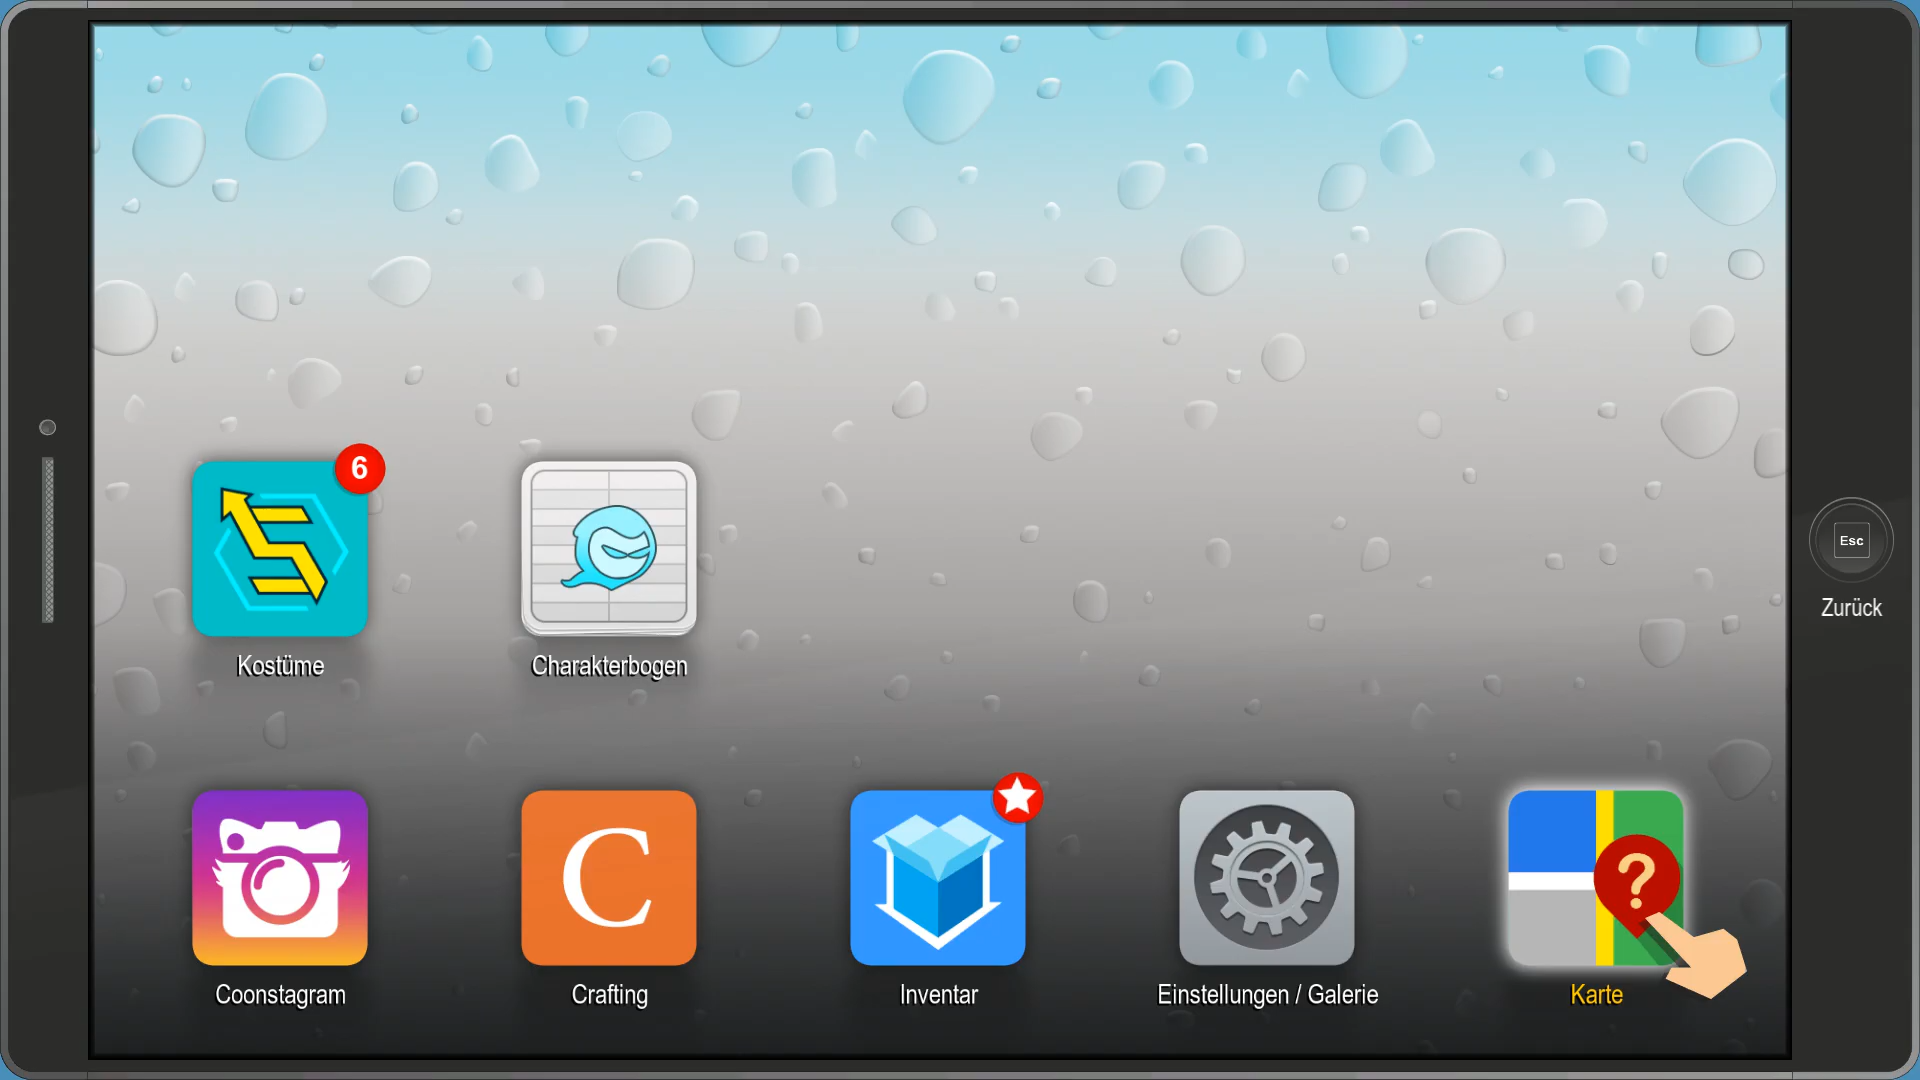 6
Esc
Zurück
Kostüme
Charakterbogen
C
?
Coonstagram
Crafting
Inventar
Einstellungen / Galerie
Karte